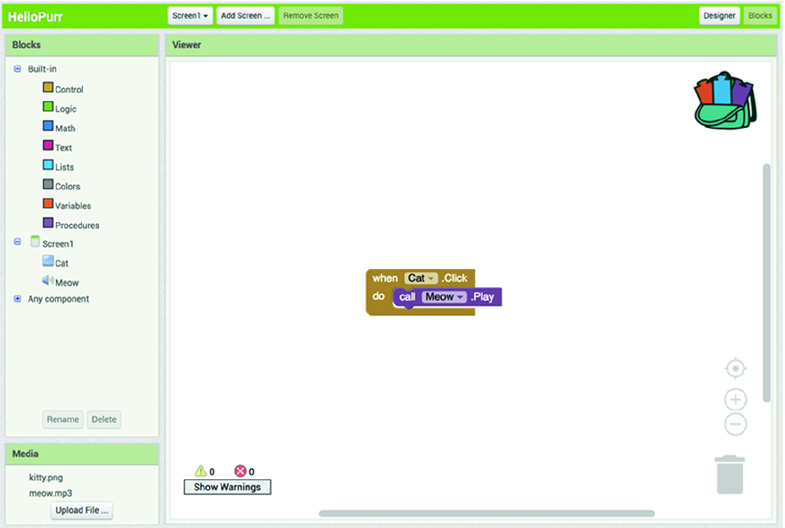 HelloPurr Screen1 Add Screen ... Remove Screen Designer Blocks
Blocks
Built-in
Control
Logic
Math
Text
Lists
Colors
Variables
Procedures
Screen1
Cat
Meow
Any component
Rename Delete
Media
kitty.png
meow.mp3
Upload File ...
Viewer
when Cat .Click
do call Meow .Play
0 0
Show Warnings